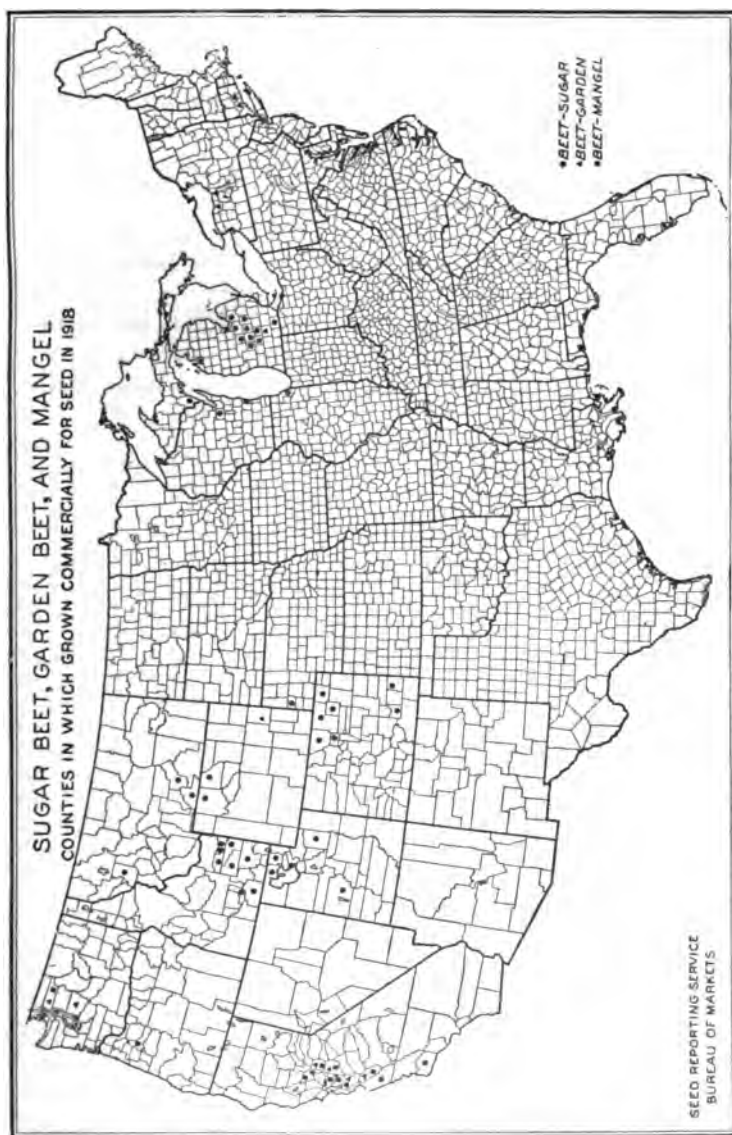 SUGAR BEET, GARDEN BEET, AND MANGEL
COUNTIES IN WHICH GROWN COMMERCIALLY FOR SEED IN 1918
BEET-SUGAR
BEET-GARDEN
BEET-MANGEL
SEED REPORTING SERVICE
BUREAU OF MARKETS